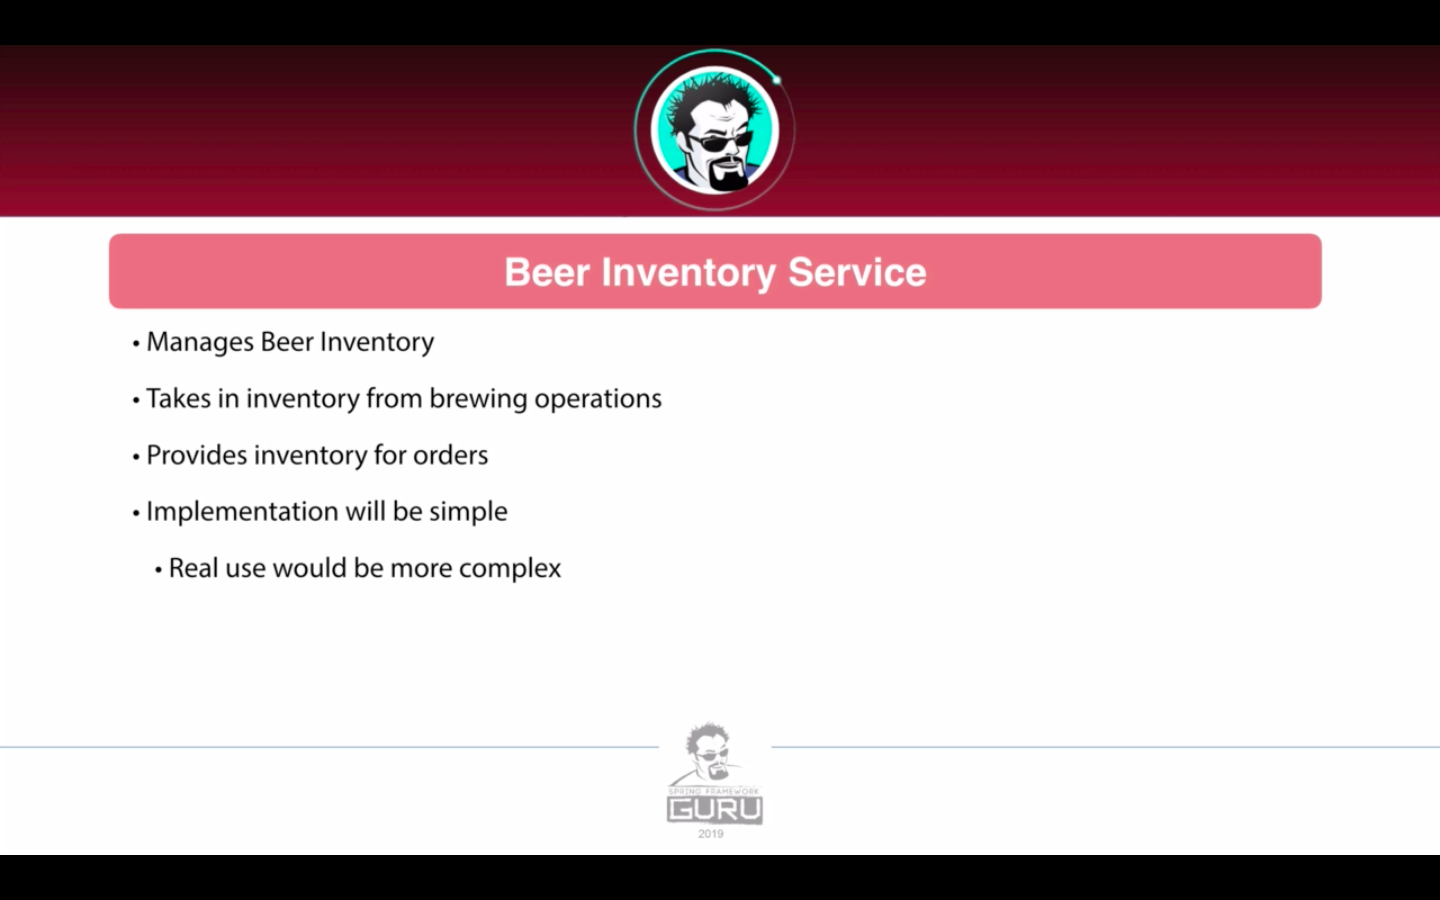 Beer Inventory Service
• Manages Beer Inventory
• Takes in inventory from brewing operations
• Provides inventory for orders
• Implementation will be simple
• Real use would be more complex
SPRING FRAMEWORK
GURU
2019